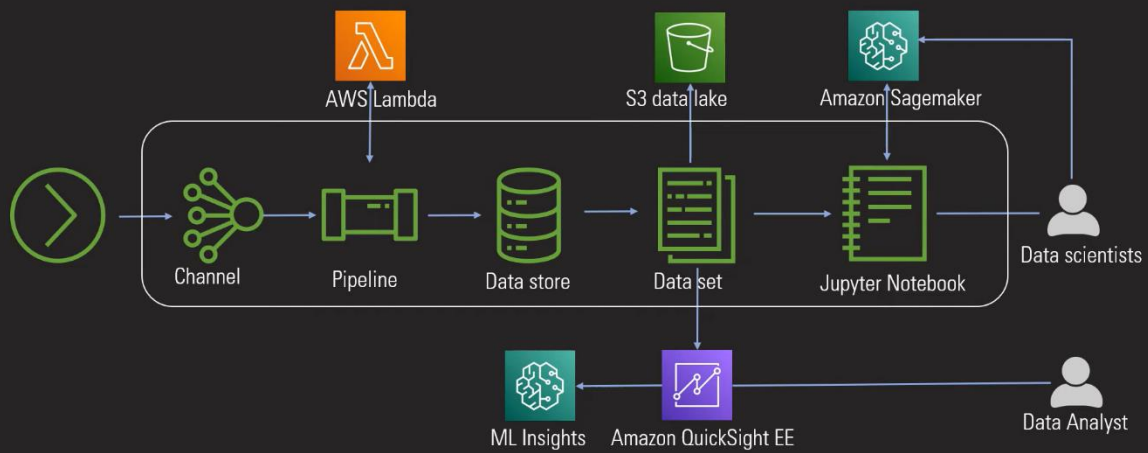 AWS Lambda
S3 data lake
Amazon Sagemaker
Channel
Pipeline
Data store
Data set
Jupyter Notebook
Data scientists
ML Insights
Amazon QuickSight EE
Data Analyst